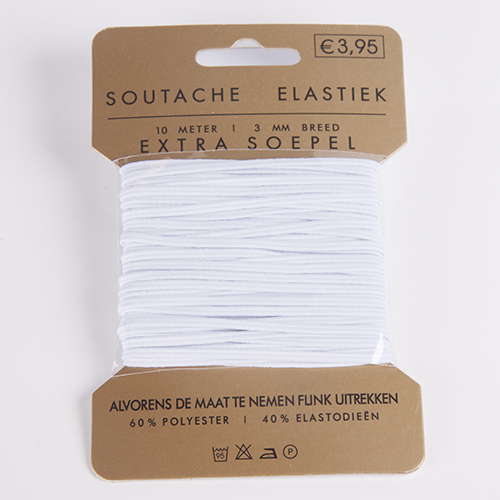 €3,95
SOUTACHE ELASTIEK
10 METER | 3 MM BREED
EXTRA SOEPEL
ALVORENS DE MAAT TE NEMEN FLINK UITREKKEN
60% POLYESTER | 40% ELASTODIEËN
95 P